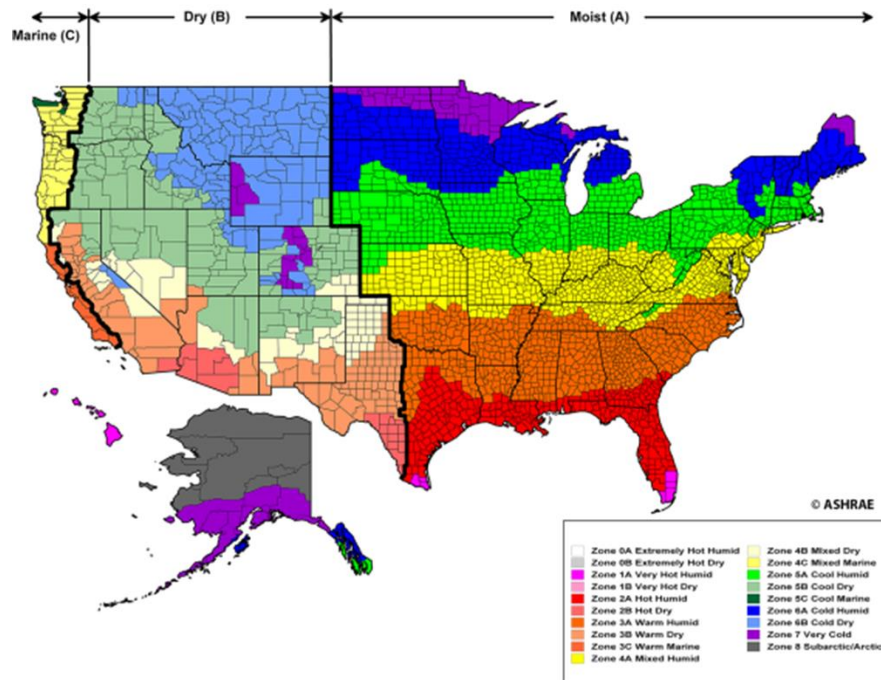 Marine (C)
Dry (B)
Moist (A)
© ASHRAE
Zone 0A Extremely Hot Humid
Zone 0B Extremely Hot Dry
Zone 1A Very Hot Humid
Zone 1B Very Hot Dry
Zone 2A Hot Humid
Zone 2B Hot Dry
Zone 3A Warm Humid
Zone 3B Warm Dry
Zone 3C Warm Marine
Zone 4A Mixed Humid
Zone 4B Mixed Dry
Zone 4C Mixed Marine
Zone 5A Cool Humid
Zone 5B Cool Dry
Zone 5C Cool Marine
Zone 6A Cold Humid
Zone 6B Cold Dry
Zone 7 Very Cold
Zone 8 Subarctic/Arctic